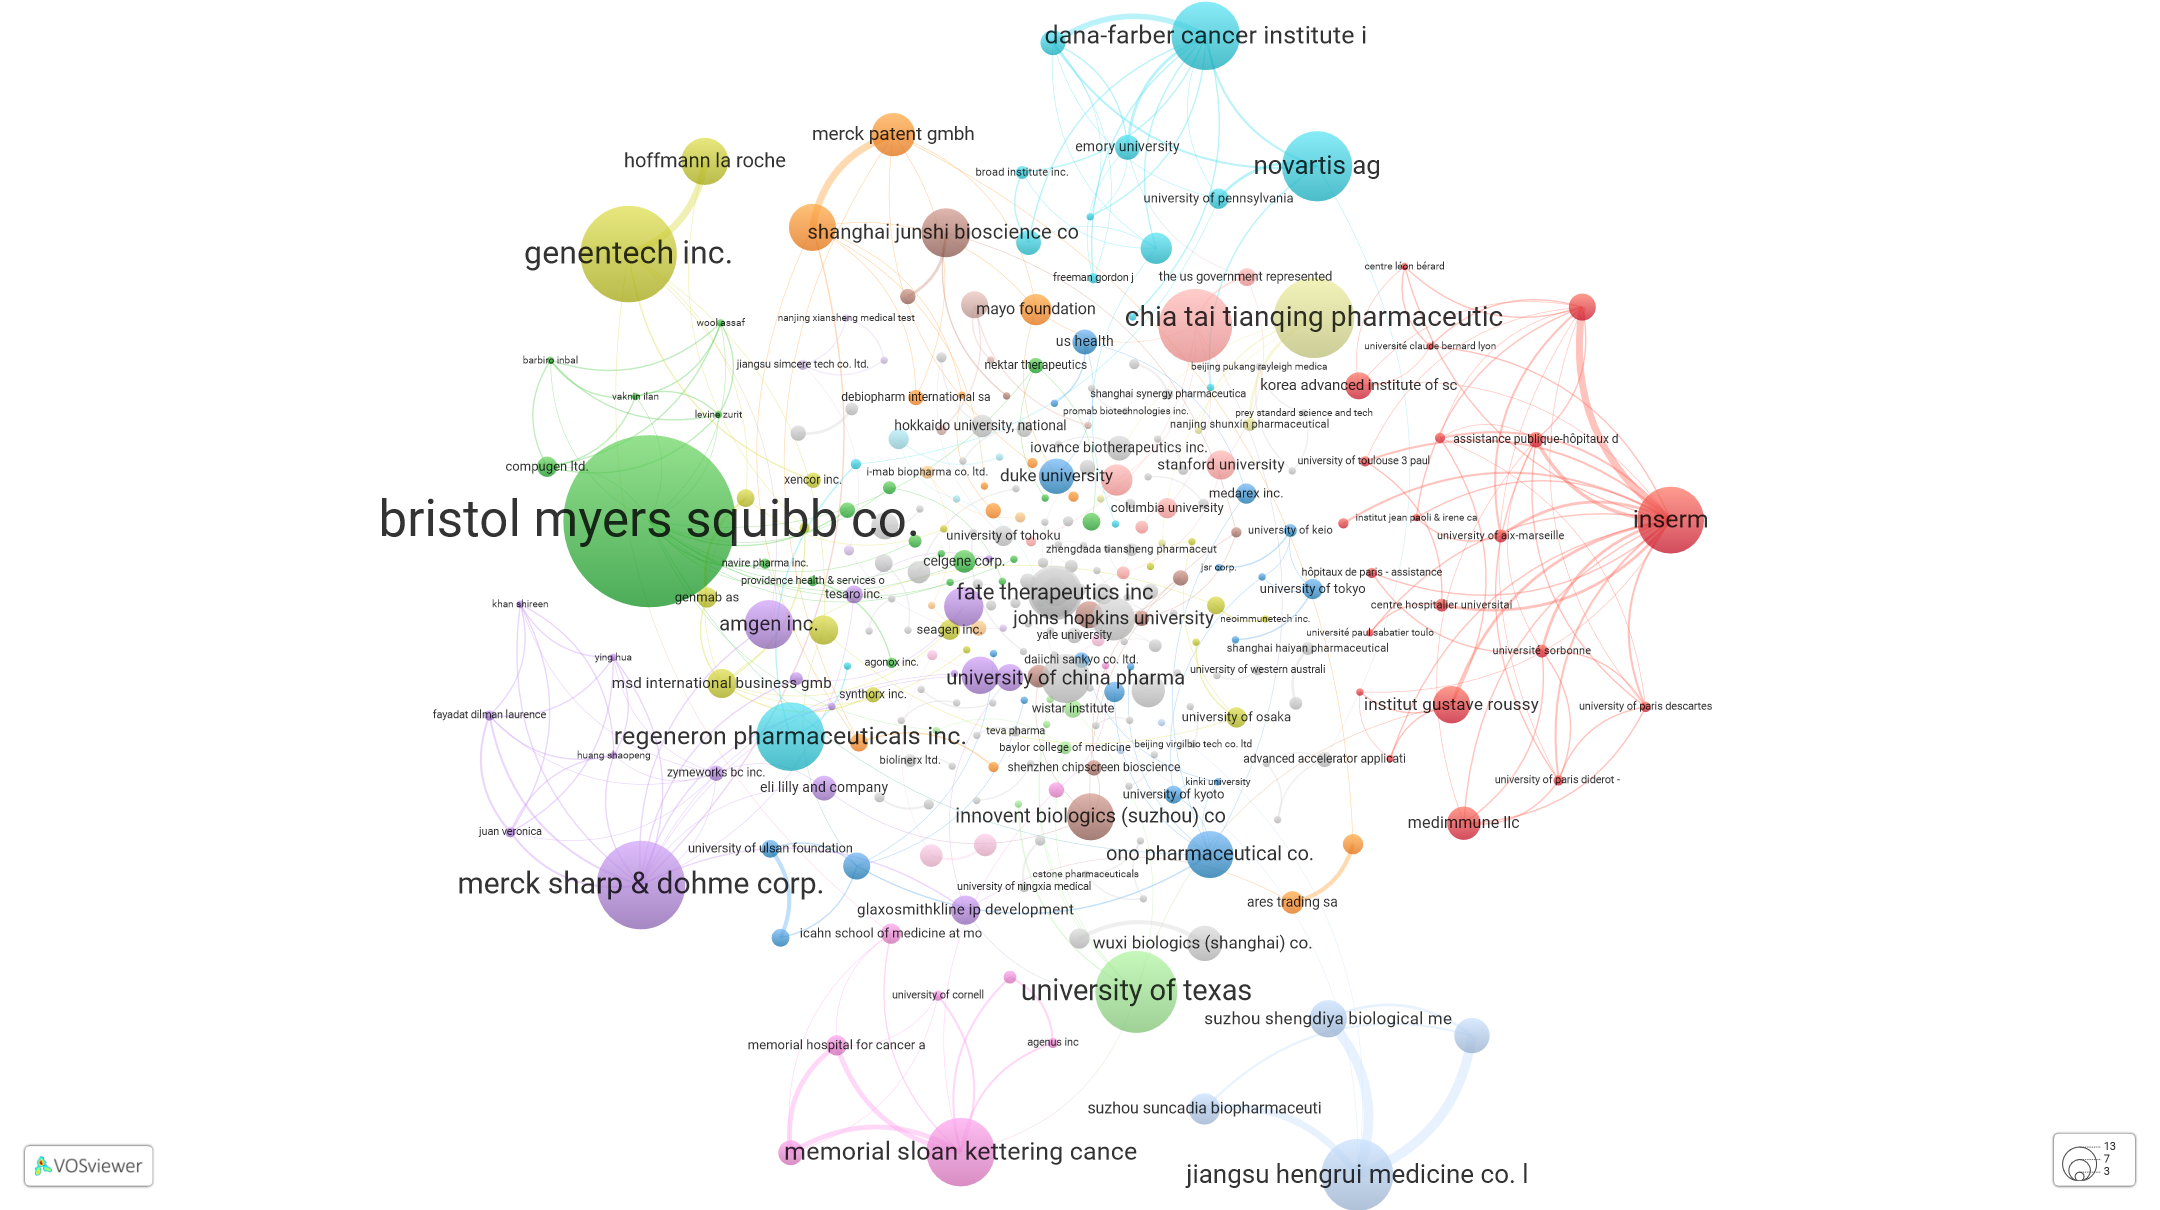 dana-farber cancer institute i
merck patent gmbh
emory university
hoffmann la roche
novartis ag
broad institute inc.
university of pennsylvania
shanghai junshi bioscience co
genentech inc.
centre léon bérard
freeman gordon j
the us government represented
mayo foundation
nanjing xiansheng medical test
chia tai tianqing pharmaceutic
wool assaf
us health
université claude bernard lyon
barbiro inbal
jiangsu simcere tech co. ltd.
nektar therapeutics
beijing pukang rayleigh medica
korea advanced institute of sc
vaknin ilan
debiopharm international sa
shanghai synergy pharmaceutica
levine zurit
promab biotechnologies inc.
prey standard science and tech
hokkaido university, national
nanjing shunxin pharmaceutical
assistance publique-hôpitaux d
iovance biotherapeutics inc.
compugen ltd.
i-mab biopharma co. ltd.
stanford university
university of toulouse 3 paul
xencor inc.
duke university
medarex inc.
columbia university
bristol myers squibb co.
institut jean paoli & irene ca
inserm
university of tohoku
university of keio
university of aix-marseille
zhengdada tiansheng pharmaceut
navire pharma inc.
celgene corp.
jsr corp.
hôpitaux de paris - assistance
providence health & services o
genmab as
tesaro inc.
fate therapeutics inc
university of tokyo
khan shireen
centre hospitalier universitai
amgen inc.
johns hopkins university
neoimmunetech inc.
seagen inc.
yale university
université paul sabatier toulo
shanghai haiyan pharmaceutical
université sorbonne
ying hua
agonox inc.
daiichi sankyo co. ltd.
university of western australi
msd international business gmb
university of china pharma
synthorx inc.
institut gustave roussy
university of paris descartes
fayadat dilman laurence
wistar institute
university of osaka
regeneron pharmaceuticals inc.
teva pharma
baylor college of medicine
beijing virgilbio tech co. ltd
huang shaopeng
biolinerx ltd.
advanced accelerator applicati
zymeworks bc inc.
shenzhen chipscreen bioscience
university of paris diderot -
eli lilly and company
kinki university
university of kyoto
innovent biologics (suzhou) co
medimmune llc
juan veronica
university of ulsan foundation
ono pharmaceutical co.
merck sharp & dohme corp.
cstone pharmaceuticals
university of ningxia medical
ares trading sa
glaxosmithkline ip development
icahn school of medicine at mo
wuxi biologics (shanghai) co.
university of cornell
university of texas
suzhou shengdiya biological me
memorial hospital for cancer a
agenus inc
suzhou suncadia biopharmaceuti
memorial sloan kettering cance
jiangsu hengrui medicine co. l
VOSviewer
13
7
3